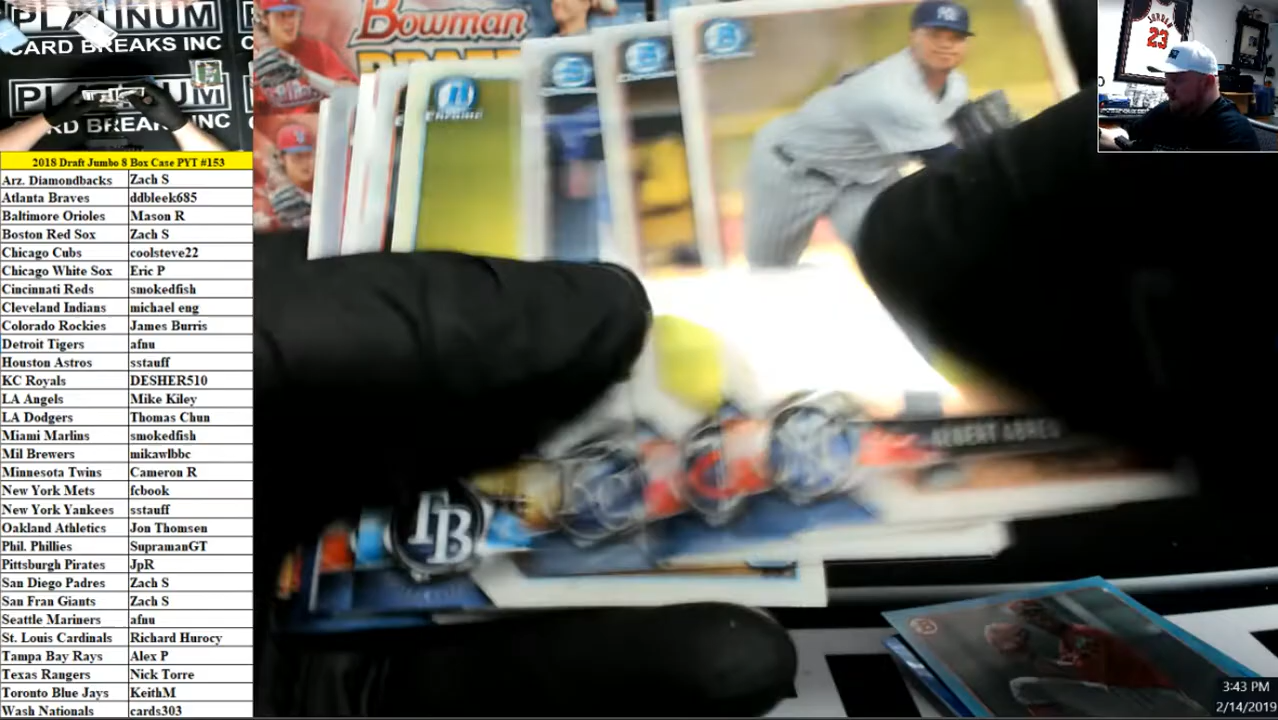 PLATINUM
CARD BREAKS INC
PLATINUM
CARD BREAKS INC
2018 Draft Jumbo 8 Box Case PYT #153
Arz. Diamondbacks Zach S
Atlanta Braves ddbleek685
Baltimore Orioles Mason R
Boston Red Sox Zach S
Chicago Cubs coolsteve22
Chicago White Sox Eric P
Cincinnati Reds smokedfish
Cleveland Indians michael eng
Colorado Rockies James Burris
Detroit Tigers afnu
Houston Astros sstauff
KC Royals DESHER510
LA Angels Mike Kiley
LA Dodgers Thomas Chun
Miami Marlins smokedfish
Mil Brewers mikawlbbc
Minnesota Twins Cameron R
New York Mets fcbook
New York Yankees sstauff
Oakland Athletics Jon Thomsen
Phil. Phillies SupramanGT
Pittsburgh Pirates JpR
San Diego Padres Zach S
San Fran Giants Zach S
Seattle Mariners afnu
St. Louis Cardinals Richard Hurocy
Tampa Bay Rays Alex P
Texas Rangers Nick Torre
Toronto Blue Jays KeithM
Wash Nationals cards303
Bowman
DRAFT
ALBERT ABREU
TB
JORDAN
23
3:43 PM
2/14/2019